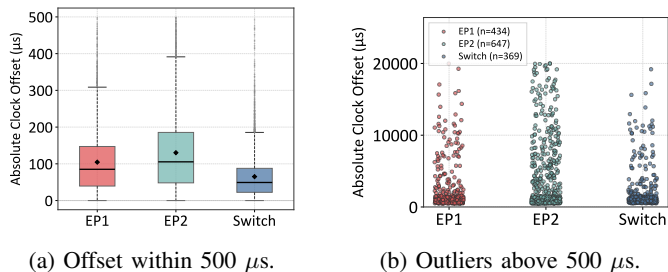 Absolute Clock Offset (µs)
500
400
300
200
100
0
EP1 EP2 Switch
(a) Offset within 500 µs.
Absolute Clock Offset (µs)
20000
10000
0
EP1 (n=434)
EP2 (n=647)
Switch (n=369)
EP1 EP2 Switch
(b) Outliers above 500 µs.